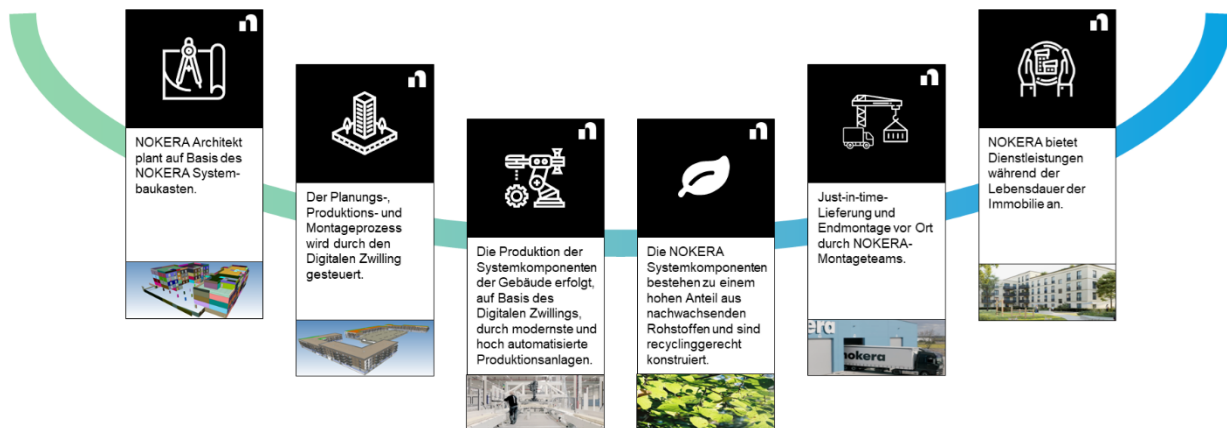 NOKERA Architekt
plant auf Basis des
NOKERA System-
baukasten.
Der Planungs-,
Produktions- und
Montageprozess
wird durch den
Digitalen Zwilling
gesteuert.
Die Produktion der
Systemkomponenten
der Gebäude erfolgt,
auf Basis des
Digitalen Zwillings,
durch modernste und
hoch automatisierte
Produktionsanlagen.
Die NOKERA
Systemkomponenten
bestehen zu einem
hohen Anteil aus
nachwachsenden
Rohstoffen und sind
recyclinggerecht
konstruiert.
Just-in-time-
Lieferung und
Endmontage vor Ort
durch NOKERA-
Montageteams.
kera
nokera
NOKERA bietet
Dienstleistungen
während der
Lebensdauer der
Immobilie an.